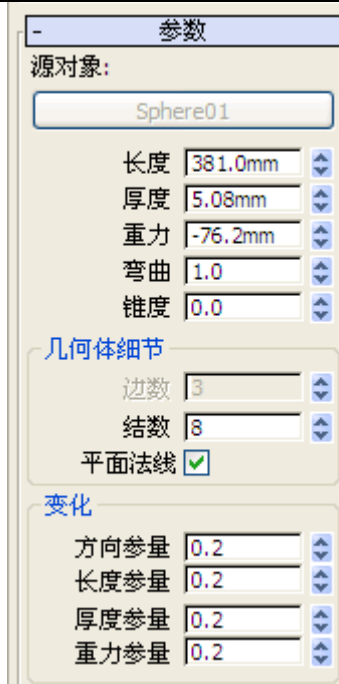 - 参数
源对象:
Sphere01
长度 381.0mm
厚度 5.08mm
重力 -76.2mm
弯曲 1.0
锥度 0.0
几何体细节
边数 3
结数 8
平面法线
变化
方向参量 0.2
长度参量 0.2
厚度参量 0.2
重力参量 0.2